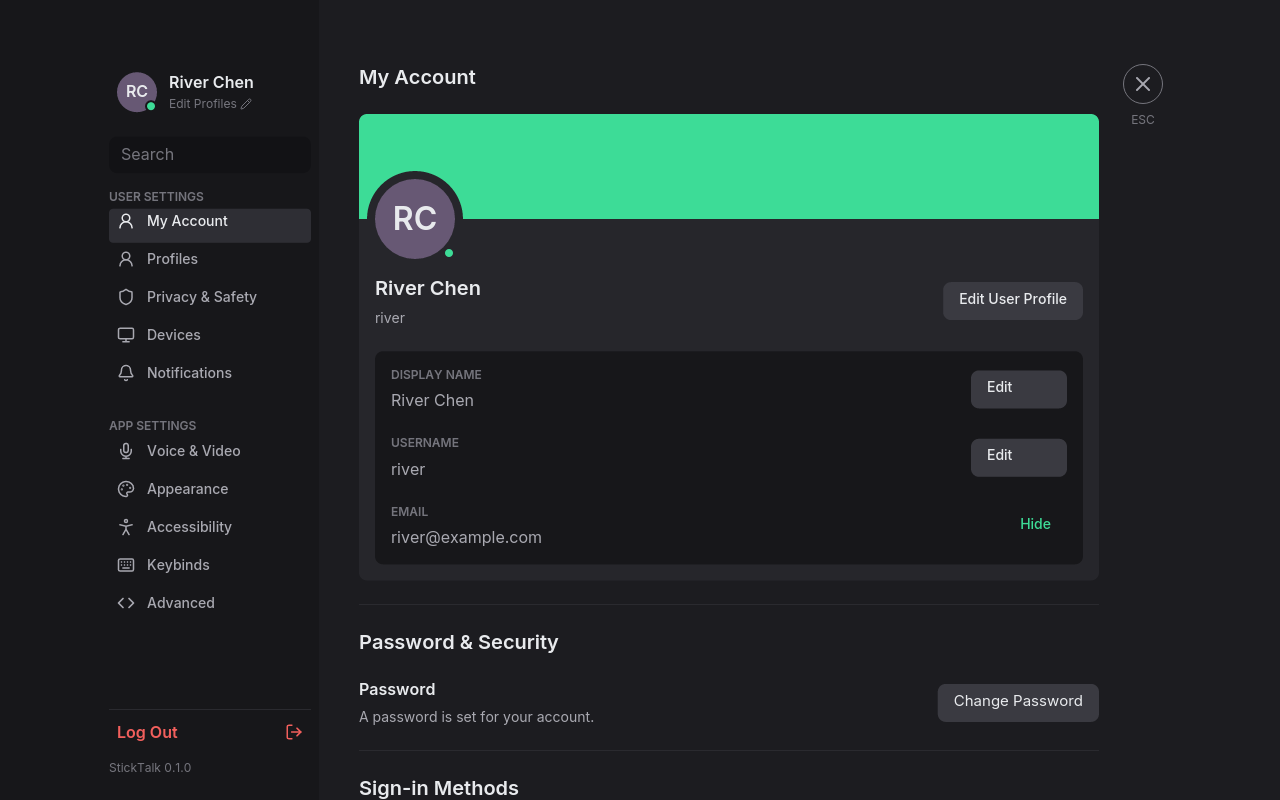 RC
River Chen
Edit Profiles
Search
USER SETTINGS
My Account
Profiles
Privacy & Safety
Devices
Notifications
APP SETTINGS
Voice & Video
Appearance
Accessibility
Keybinds
Advanced
Log Out
StickTalk 0.1.0
My Account
ESC
RC
River Chen
river
Edit User Profile
DISPLAY NAME
River Chen
Edit
USERNAME
river
Edit
EMAIL
river@example.com
Hide
Password & Security
Password
A password is set for your account.
Change Password
Sign-in Methods